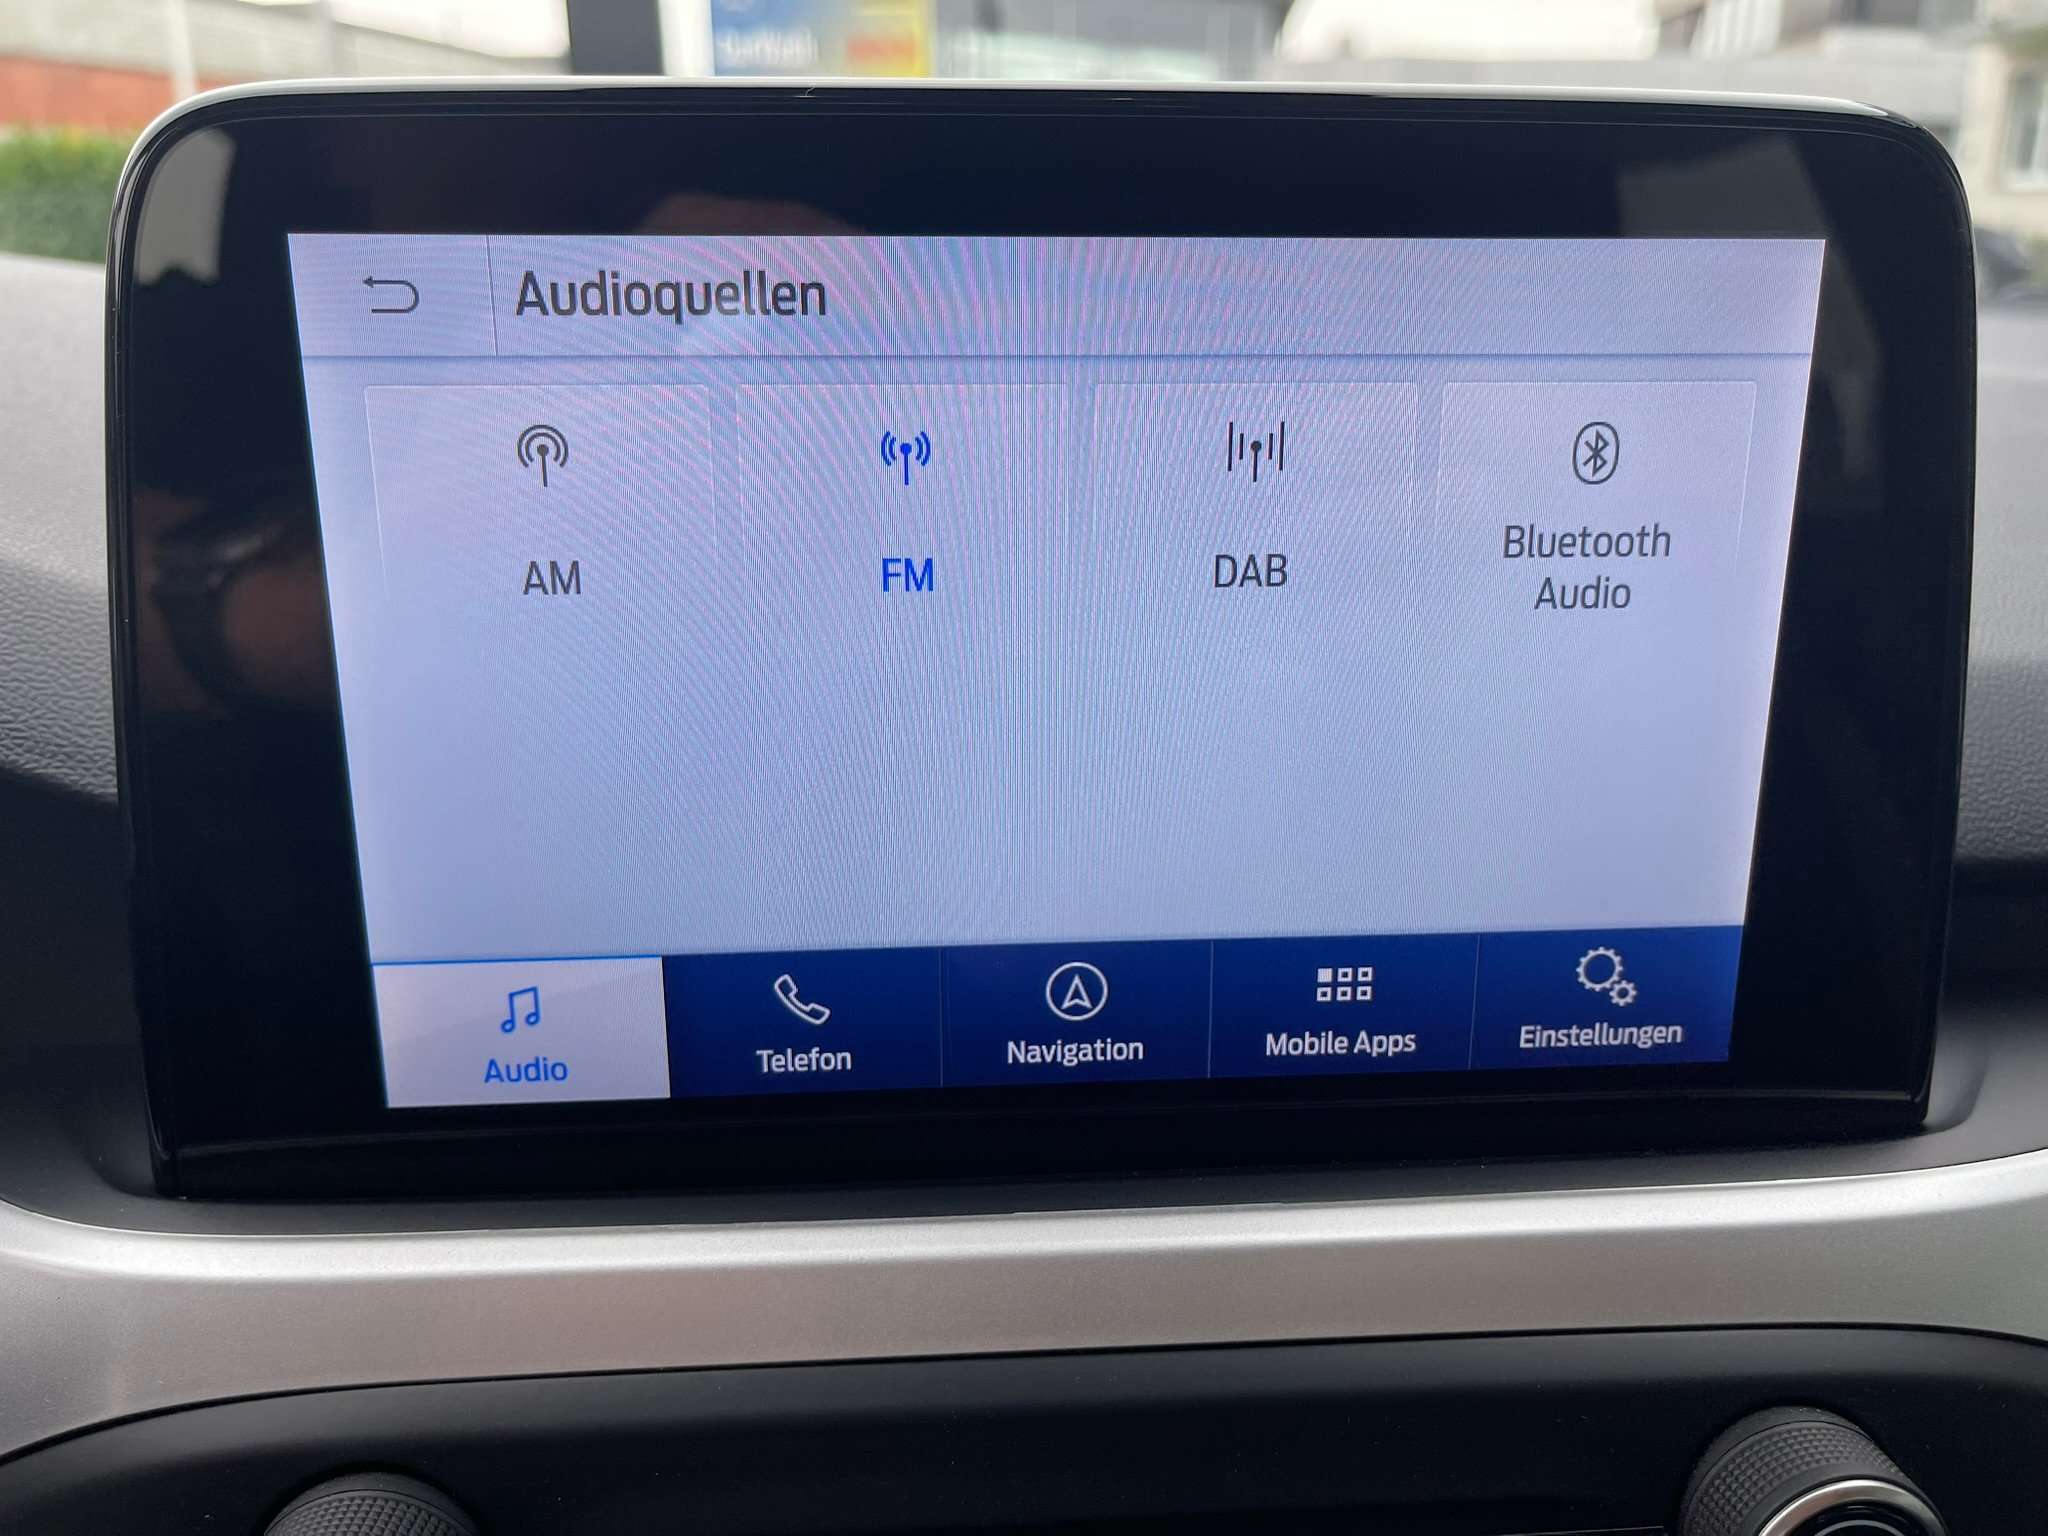 Audioquellen
AM
FM
DAB
Bluetooth
Audio
Audio
Telefon
Navigation
Mobile Apps
Einstellungen